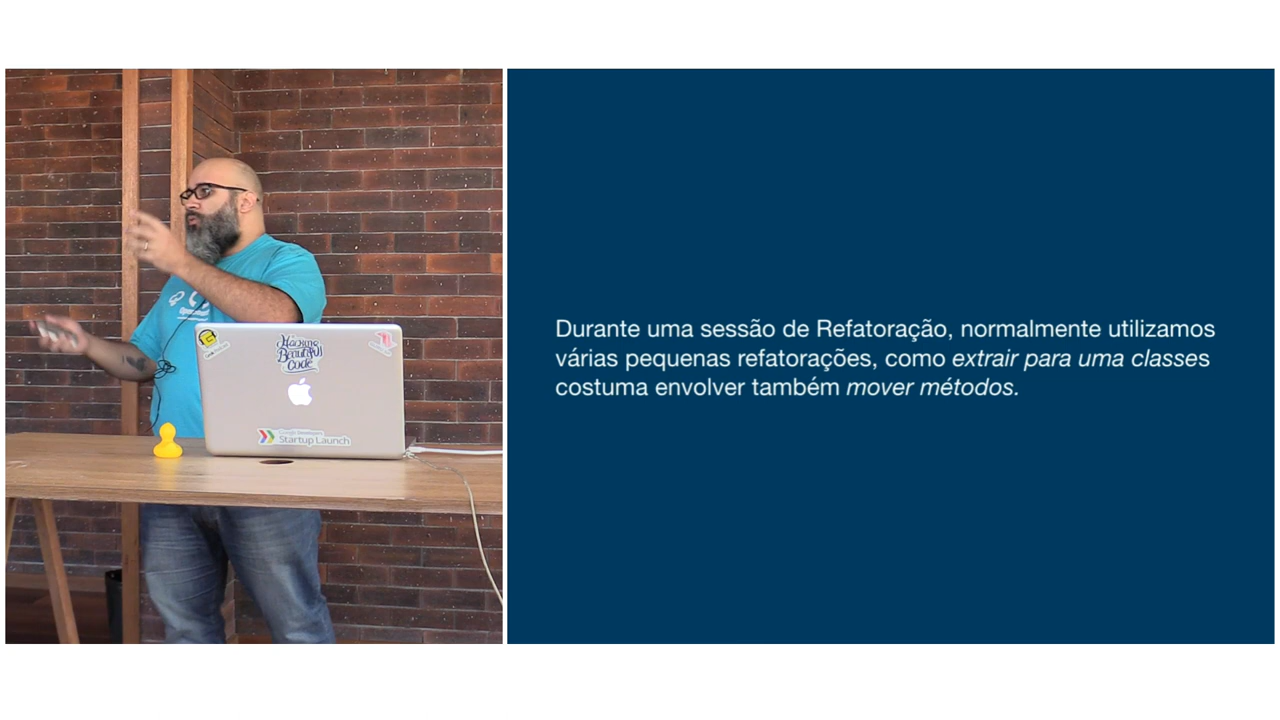 Hacking
Beautiful
Code
Startup Launch
Durante uma sessão de Refatoração, normalmente utilizamos
várias pequenas refatorações, como extrair para uma classes
costuma envolver também mover métodos.